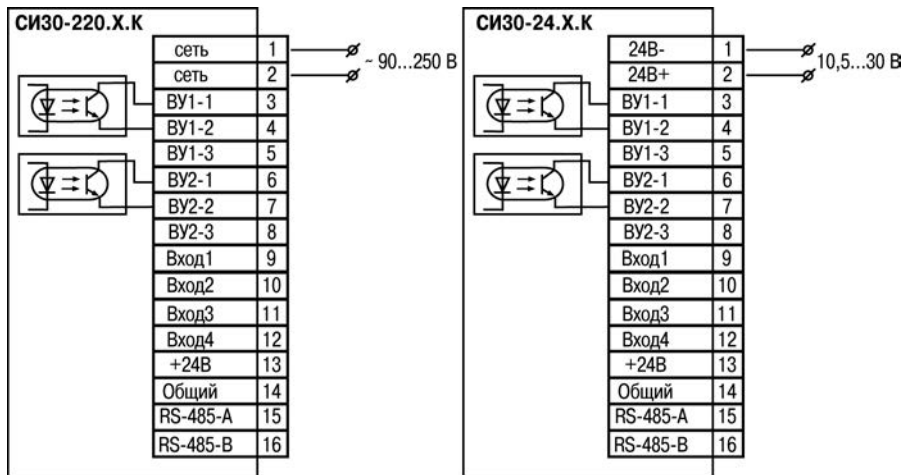 СИ30-220.Х.К
сеть 1
сеть 2
~ 90...250 В
ВУ1-1 3
ВУ1-2 4
ВУ1-3 5
ВУ2-1 6
ВУ2-2 7
ВУ2-3 8
Вход1 9
Вход2 10
Вход3 11
Вход4 12
+24В 13
Общий 14
RS-485-А 15
RS-485-В 16
СИ30-24.Х.К
24В- 1
24В+ 2
10,5...30 В
ВУ1-1 3
ВУ1-2 4
ВУ1-3 5
ВУ2-1 6
ВУ2-2 7
ВУ2-3 8
Вход1 9
Вход2 10
Вход3 11
Вход4 12
+24В 13
Общий 14
RS-485-А 15
RS-485-В 16